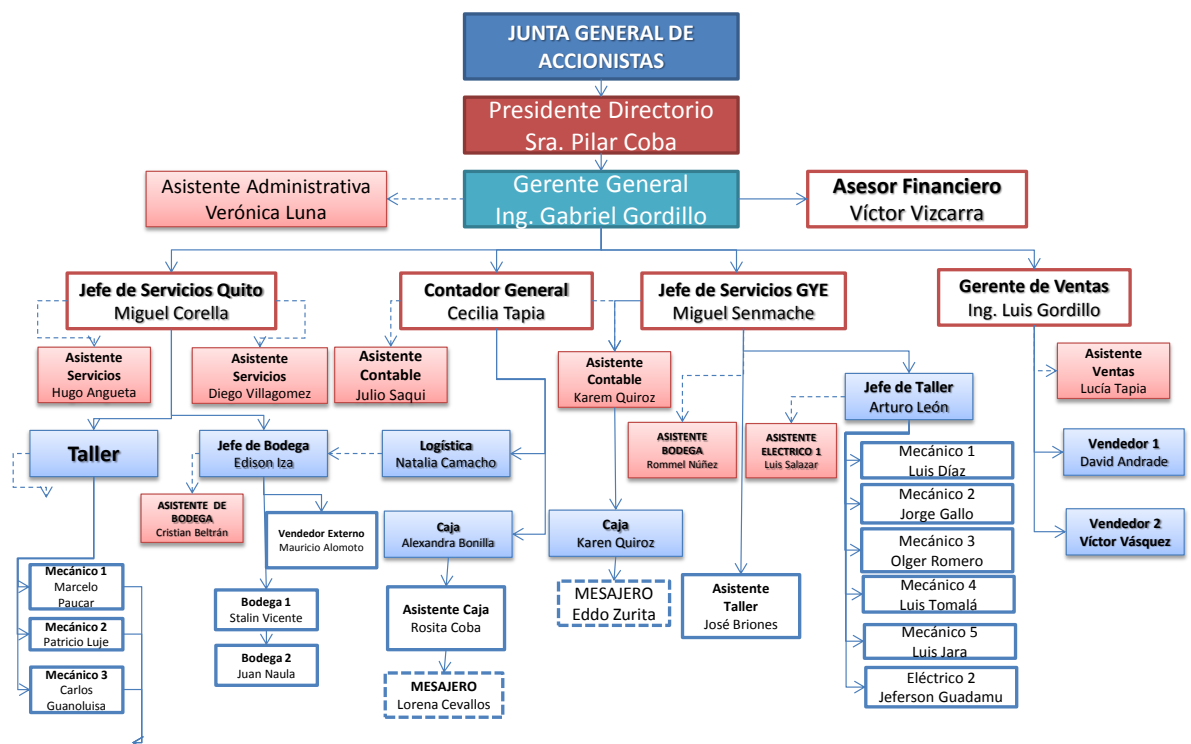 JUNTA GENERAL DE
ACCIONISTAS
Presidente Directorio
Sra. Pilar Coba
Asistente Administrativa
Verónica Luna
Gerente General
Ing. Gabriel Gordillo
Asesor Financiero
Víctor Vizcarra
Jefe de Servicios Quito
Miguel Corella
Contador General
Cecilia Tapia
Jefe de Servicios GYE
Miguel Senmache
Gerente de Ventas
Ing. Luis Gordillo
Asistente
Servicios
Hugo Angueta
Asistente
Servicios
Diego Villagomez
Asistente
Contable
Julio Saqui
Asistente
Contable
Karem Quiroz
Jefe de Taller
Arturo León
Asistente
Ventas
Lucía Tapia
Taller
Jefe de Bodega
Edison Iza
Logística
Natalia Camacho
ASISTENTE
BODEGA
Rommel Núñez
ASISTENTE
ELECTRICO 1
Luis Salazar
Mecánico 1
Luis Díaz
Vendedor 1
David Andrade
ASISTENTE DE
BODEGA
Cristian Beltrán
Vendedor Externo
Mauricio Alomoto
Caja
Alexandra Bonilla
Caja
Karen Quiroz
Mecánico 2
Jorge Gallo
Vendedor 2
Víctor Vásquez
Mecánico 3
Olger Romero
Mecánico 1
Marcelo
Paucar
Bodega 1
Stalin Vicente
Asistente Caja
Rosita Coba
MESAJERO
Eddo Zurita
Asistente
Taller
José Briones
Mecánico 4
Luis Tomalá
Mecánico 2
Patricio Luje
Bodega 2
Juan Naula
Mecánico 5
Luis Jara
Mecánico 3
Carlos
Guanoluisa
MESAJERO
Lorena Cevallos
Eléctrico 2
Jeferson Guadamu